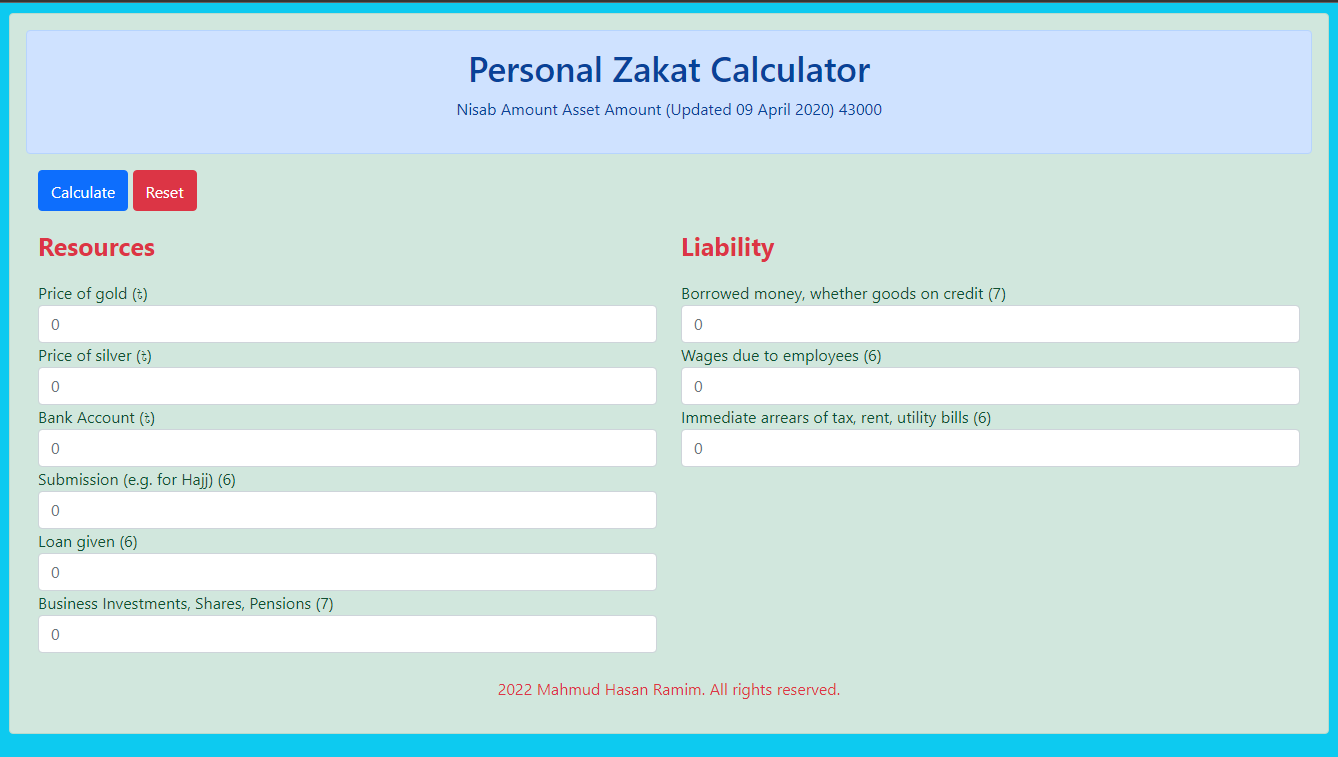 Personal Zakat Calculator
Nisab Amount Asset Amount (Updated 09 April 2020) 43000
Calculate Reset
Resources
Price of gold (৳)
0
Price of silver (৳)
0
Bank Account (৳)
0
Submission (e.g. for Hajj) (6)
0
Loan given (6)
0
Business Investments, Shares, Pensions (7)
0
Liability
Borrowed money, whether goods on credit (7)
0
Wages due to employees (6)
0
Immediate arrears of tax, rent, utility bills (6)
0
2022 Mahmud Hasan Ramim. All rights reserved.